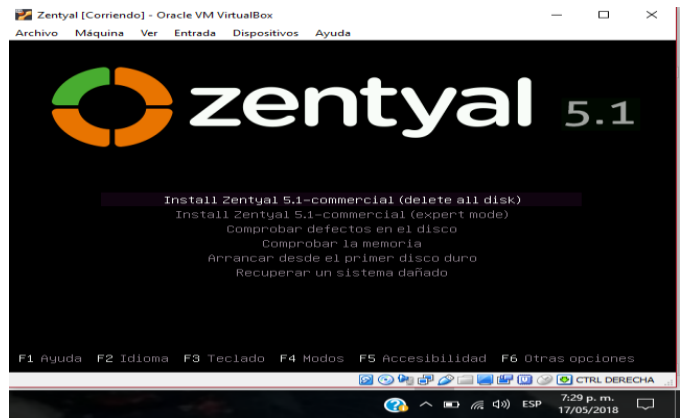 Zentyal [Corriendo] - Oracle VM VirtualBox
Archivo Máquina Ver Entrada Dispositivos Ayuda
zentyal 5.1
Install Zentyal 5.1-commercial (delete all disk)
Install Zentyal 5.1-commercial (expert mode)
Comprobar defectos en el disco
Comprobar la memoria
Arrancar desde el primer disco duro
Recuperar un sistema dañado
F1 Ayuda F2 Idioma F3 Teclado F4 Modos F5 Accesibilidad F6 Otras opciones
CTRL DERECHA
ESP 7:29 p. m.
17/05/2018